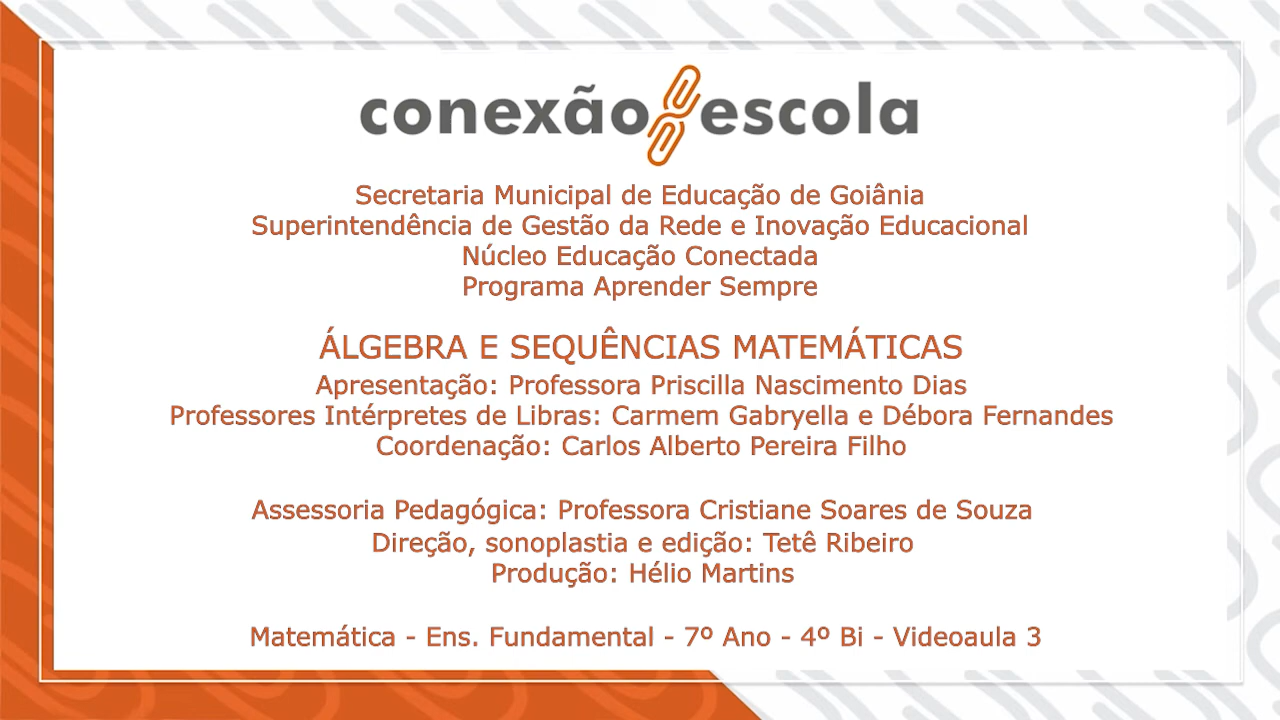 conexão escola
Secretaria Municipal de Educação de Goiânia
Superintendência de Gestão da Rede e Inovação Educacional
Núcleo Educação Conectada
Programa Aprender Sempre
ÁLGEBRA E SEQUÊNCIAS MATEMÁTICAS
Apresentação: Professora Priscilla Nascimento Dias
Professores Intérpretes de Libras: Carmem Gabryella e Débora Fernandes
Coordenação: Carlos Alberto Pereira Filho
Assessoria Pedagógica: Professora Cristiane Soares de Souza
Direção, sonoplastia e edição: Tetê Ribeiro
Produção: Hélio Martins
Matemática - Ens. Fundamental - 7º Ano - 4º Bi - Videoaula 3